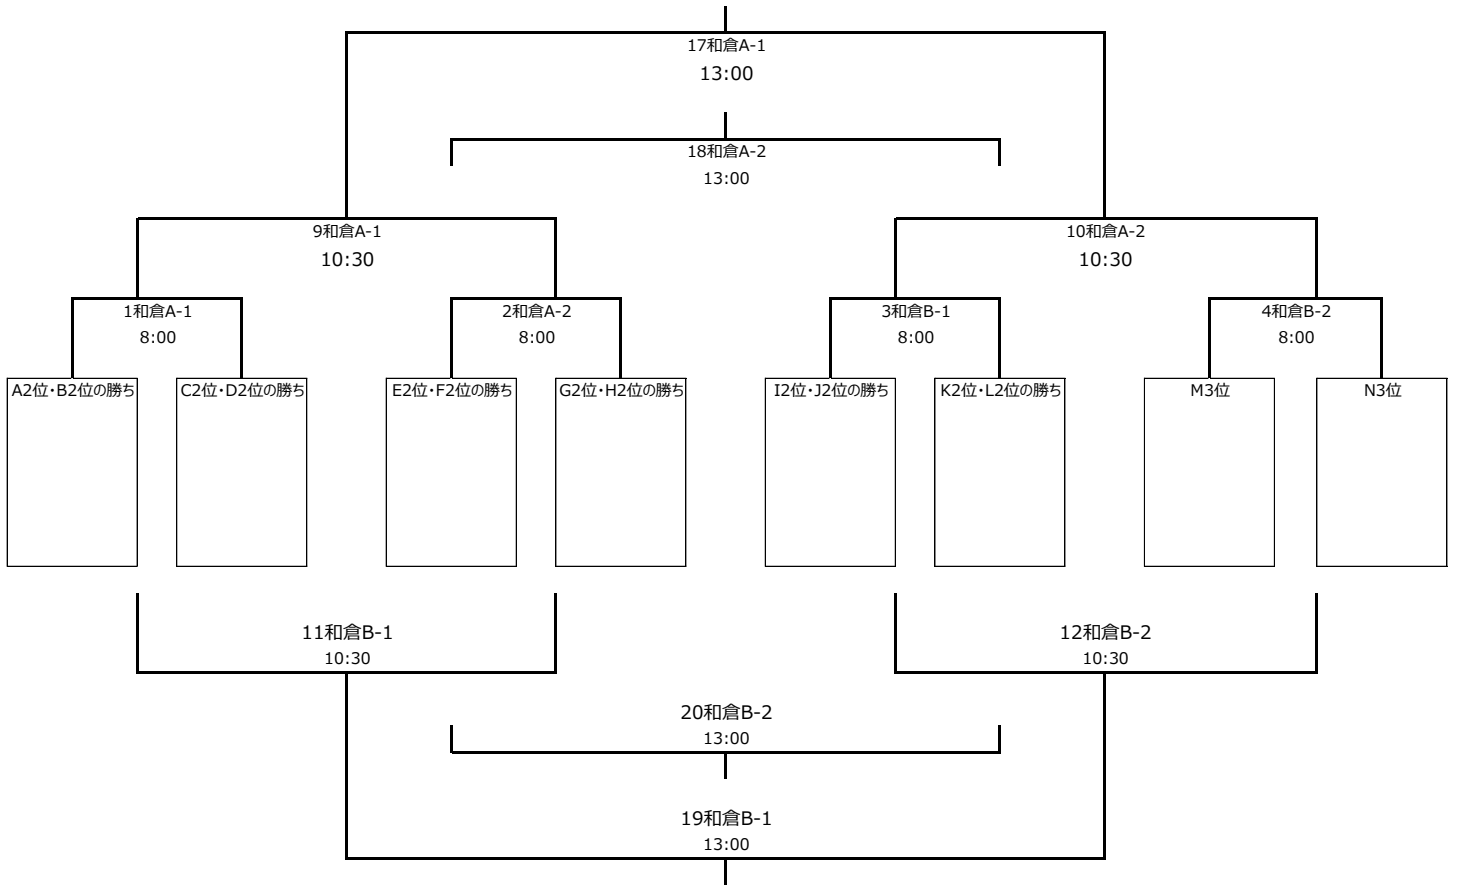 17和倉A-1
13:00
18和倉A-2
13:00
9和倉A-1
10和倉A-2
10:30
10:30
1和倉A-1
2和倉A-2
3和倉B-1
4和倉B-2
8:00
8:00
8:00
8:00
A2位・B2位の勝ち
C2位・D2位の勝ち
E2位・F2位の勝ち
G2位・H2位の勝ち
I2位・J2位の勝ち
K2位・L2位の勝ち
M3位
N3位
11和倉B-1
12和倉B-2
10:30
10:30
20和倉B-2
13:00
19和倉B-1
13:00